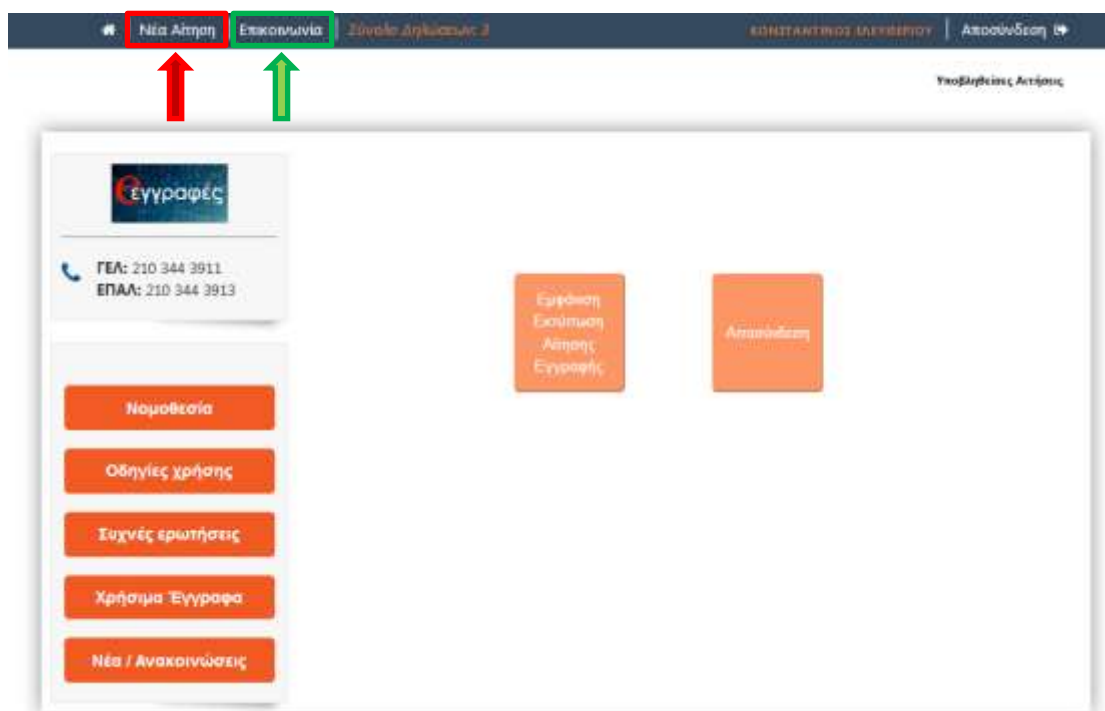 Νέα Αίτηση Επικοινωνία Σύνολο Δηλώσεων: 3 Αποσύνδεση
Υποβληθείσες Αιτήσεις
eεγγραφές
ΓΕΛ: 210 344 3911
ΕΠΑΛ: 210 344 3913
Εμφάνιση
Εκτύπωση
Αίτησης
Εγγραφής
Αποσύνδεση
Νομοθεσία
Οδηγίες χρήσης
Συχνές ερωτήσεις
Χρήσιμα Έγγραφα
Νέα / Ανακοινώσεις